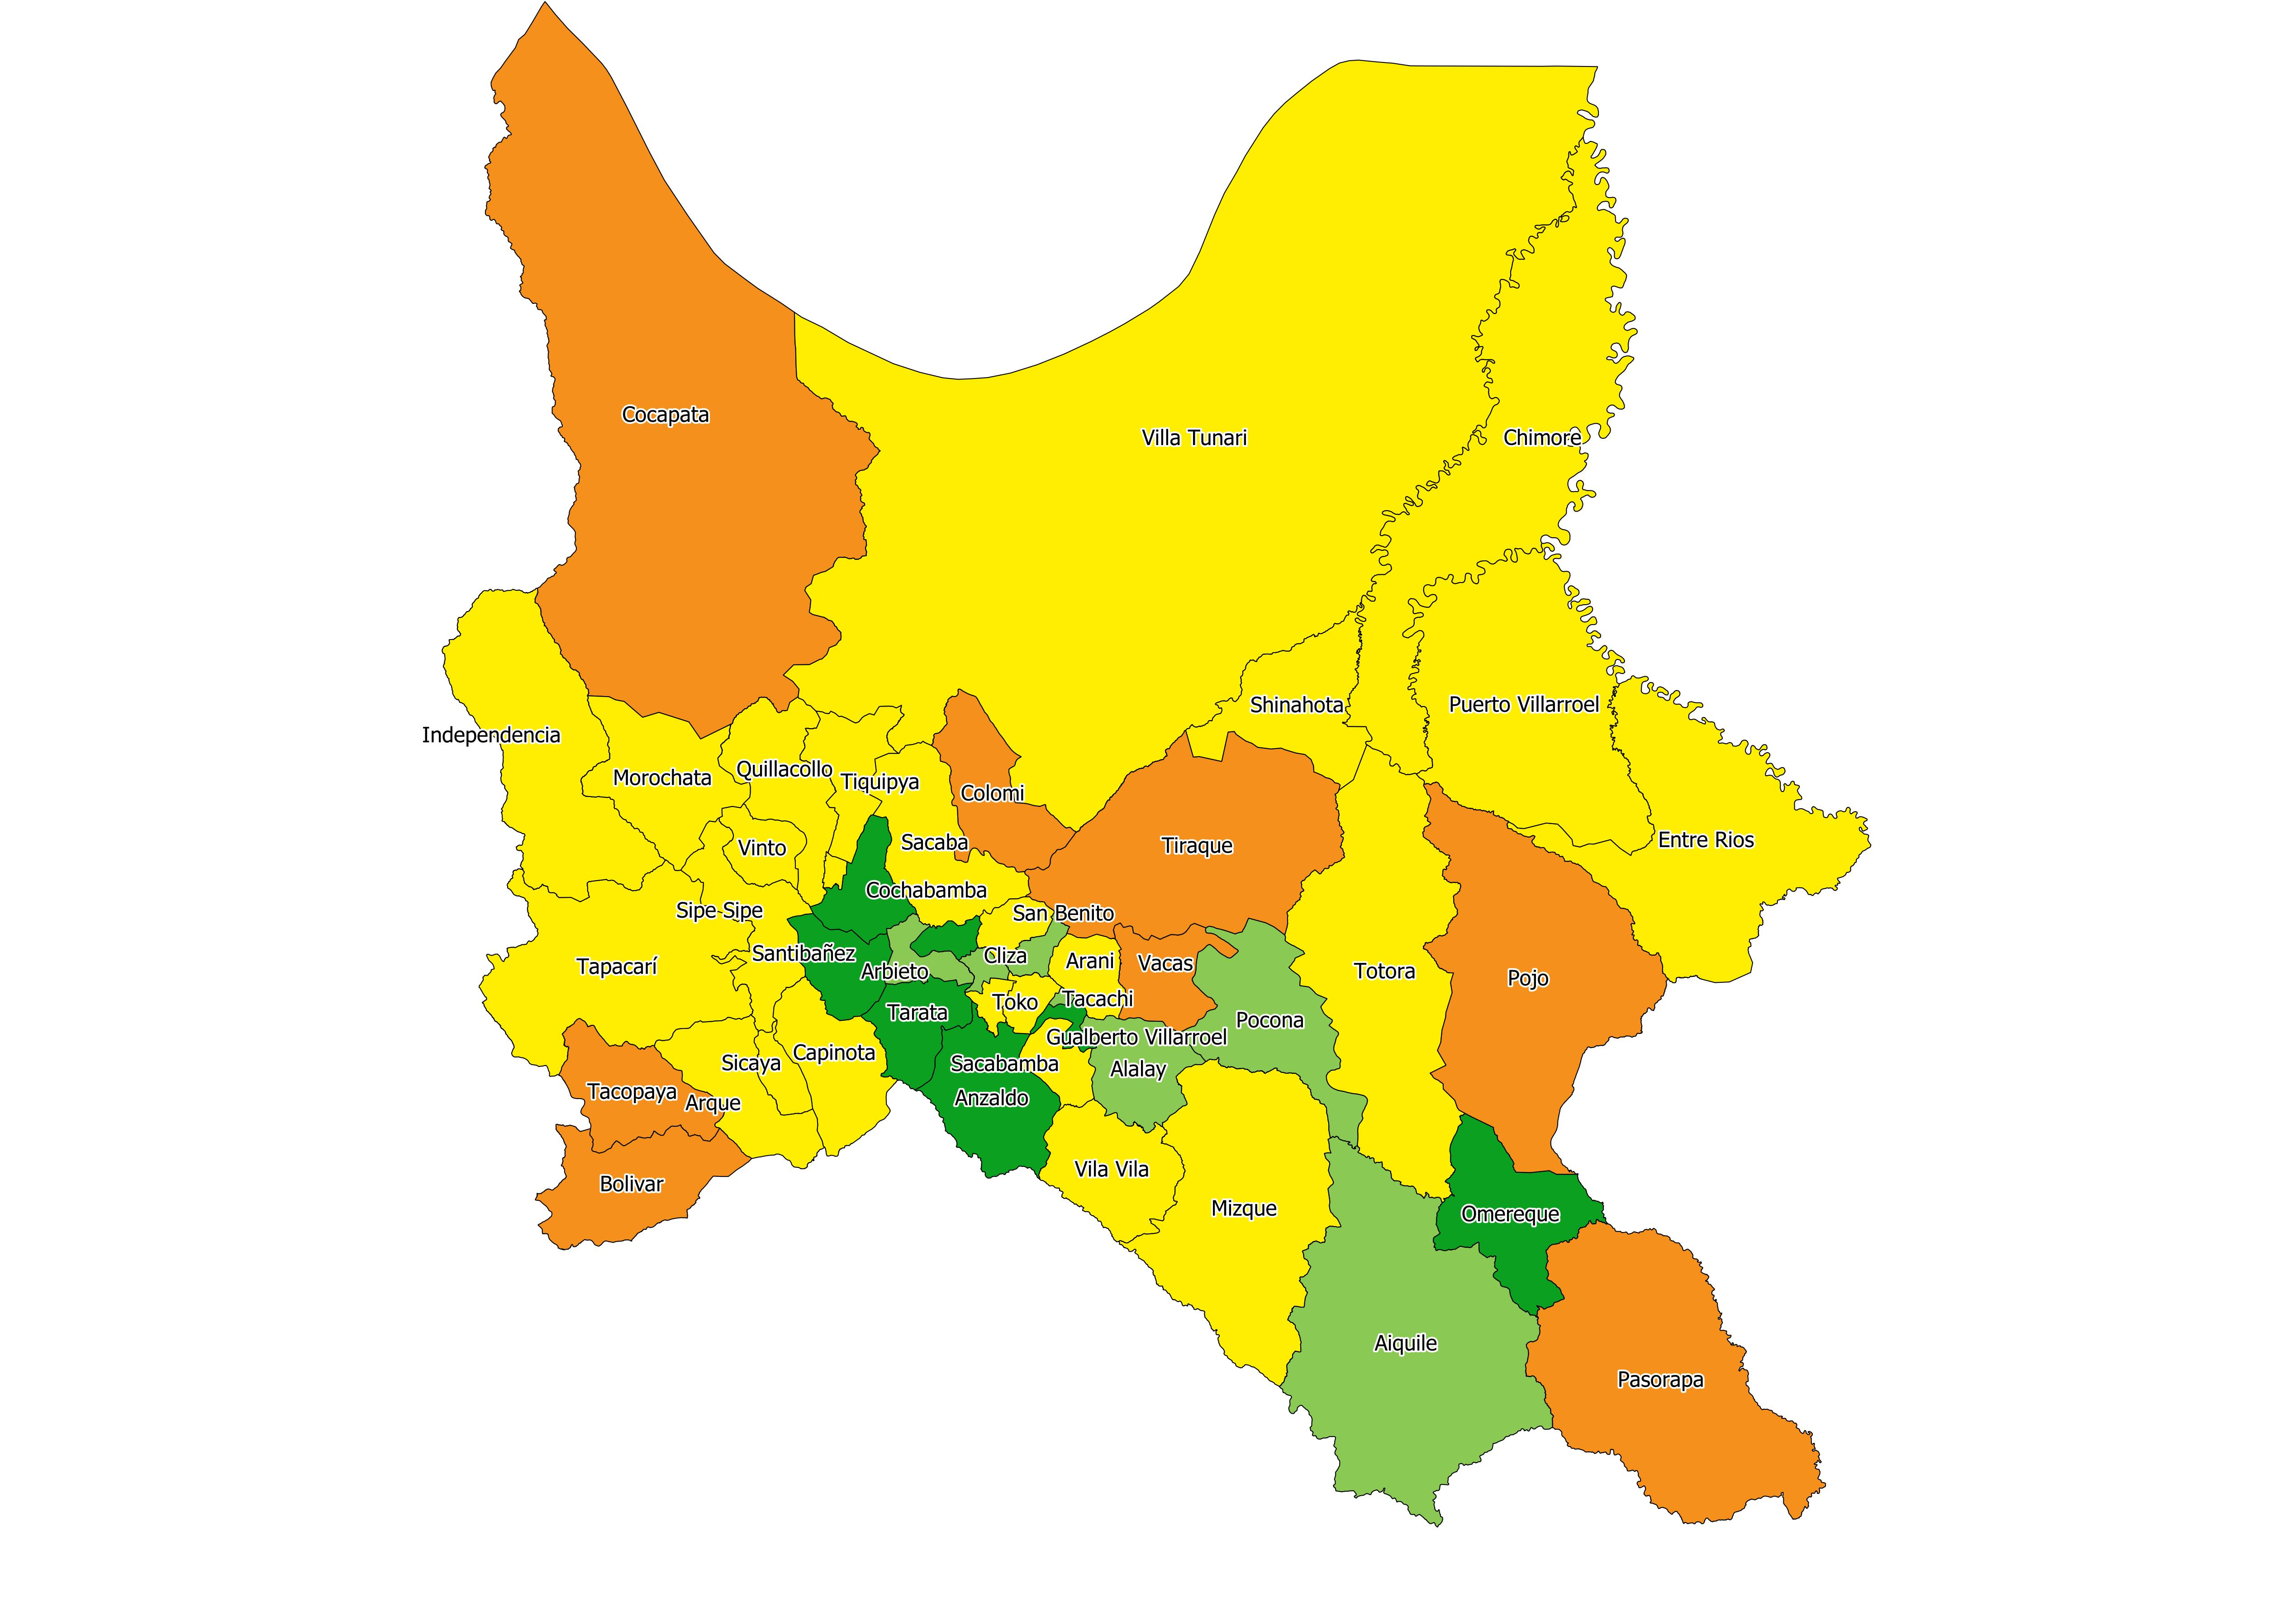 Cocapata
Villa Tunari
Chimore
Shinahota
Puerto Villarroel
Independencia
Morochata
Quillacollo
Tiquipya
Colomi
Entre Rios
Vinto
Sacaba
Tiraque
Cochabamba
Sipe Sipe
San Benito
Santibañez
Cliza
Arani
Vacas
Tapacarí
Arbieto
Totora
Pojo
Tacachi
Toko
Tarata
Pocona
Gualberto Villarroel
Capinota
Sicaya
Sacabamba
Alalay
Tacopaya
Arque
Anzaldo
Vila Vila
Bolivar
Mizque
Omereque
Aiquile
Pasorapa